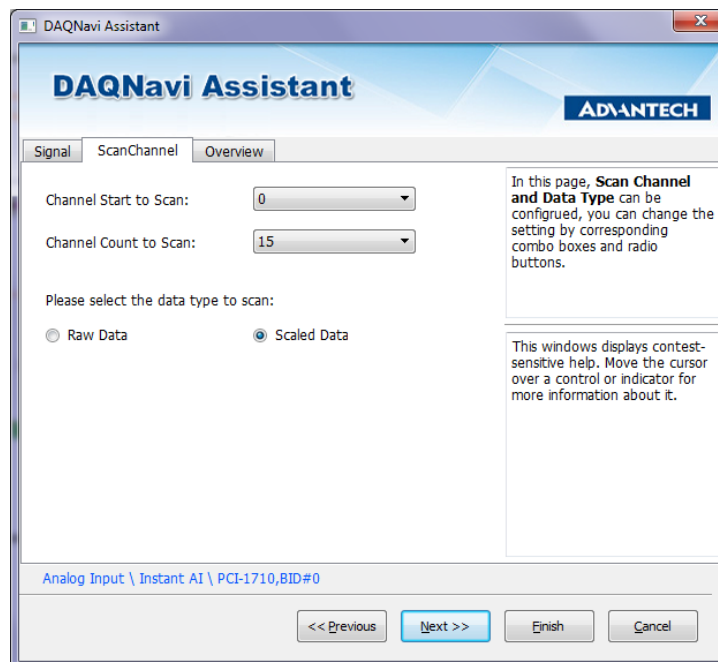 DAQNavi Assistant
DAQNavi Assistant
ADVANTECH
Signal ScanChannel Overview
Channel Start to Scan: 0
Channel Count to Scan: 15
Please select the data type to scan:
Raw Data Scaled Data
In this page, Scan Channel
and Data Type can be
configrued, you can change the
setting by corresponding
combo boxes and radio
buttons.
This windows displays contest-
sensitive help. Move the cursor
over a control or indicator for
more information about it.
Analog Input \ Instant AI \ PCI-1710,BID#0
<< Previous Next >> Finish Cancel